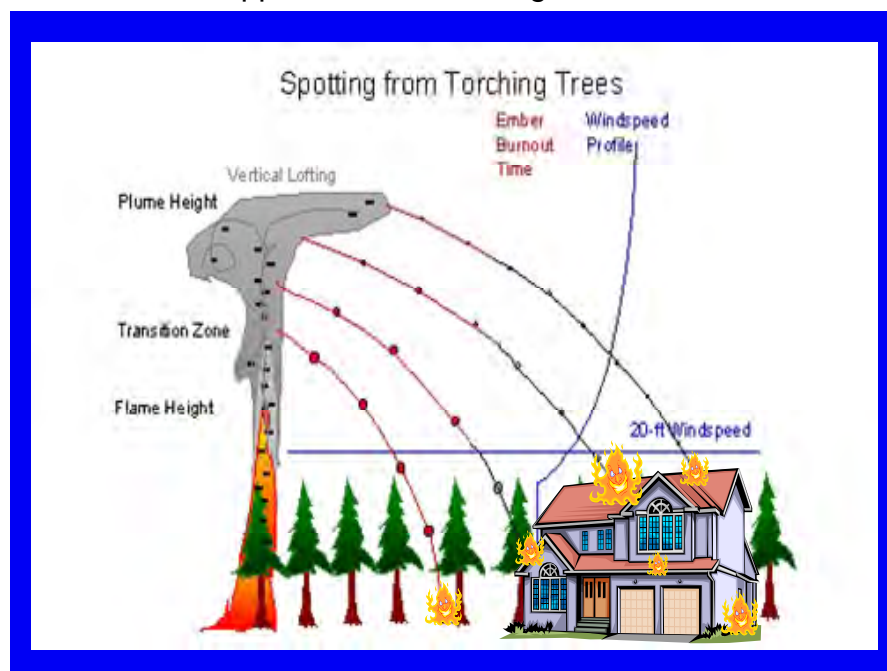 Spotting from Torching Trees
Ember
Burnout
Time
Windspeed
Profile
Vertical Lofting
Plume Height
Transition Zone
Flame Height
20-ft Windspeed